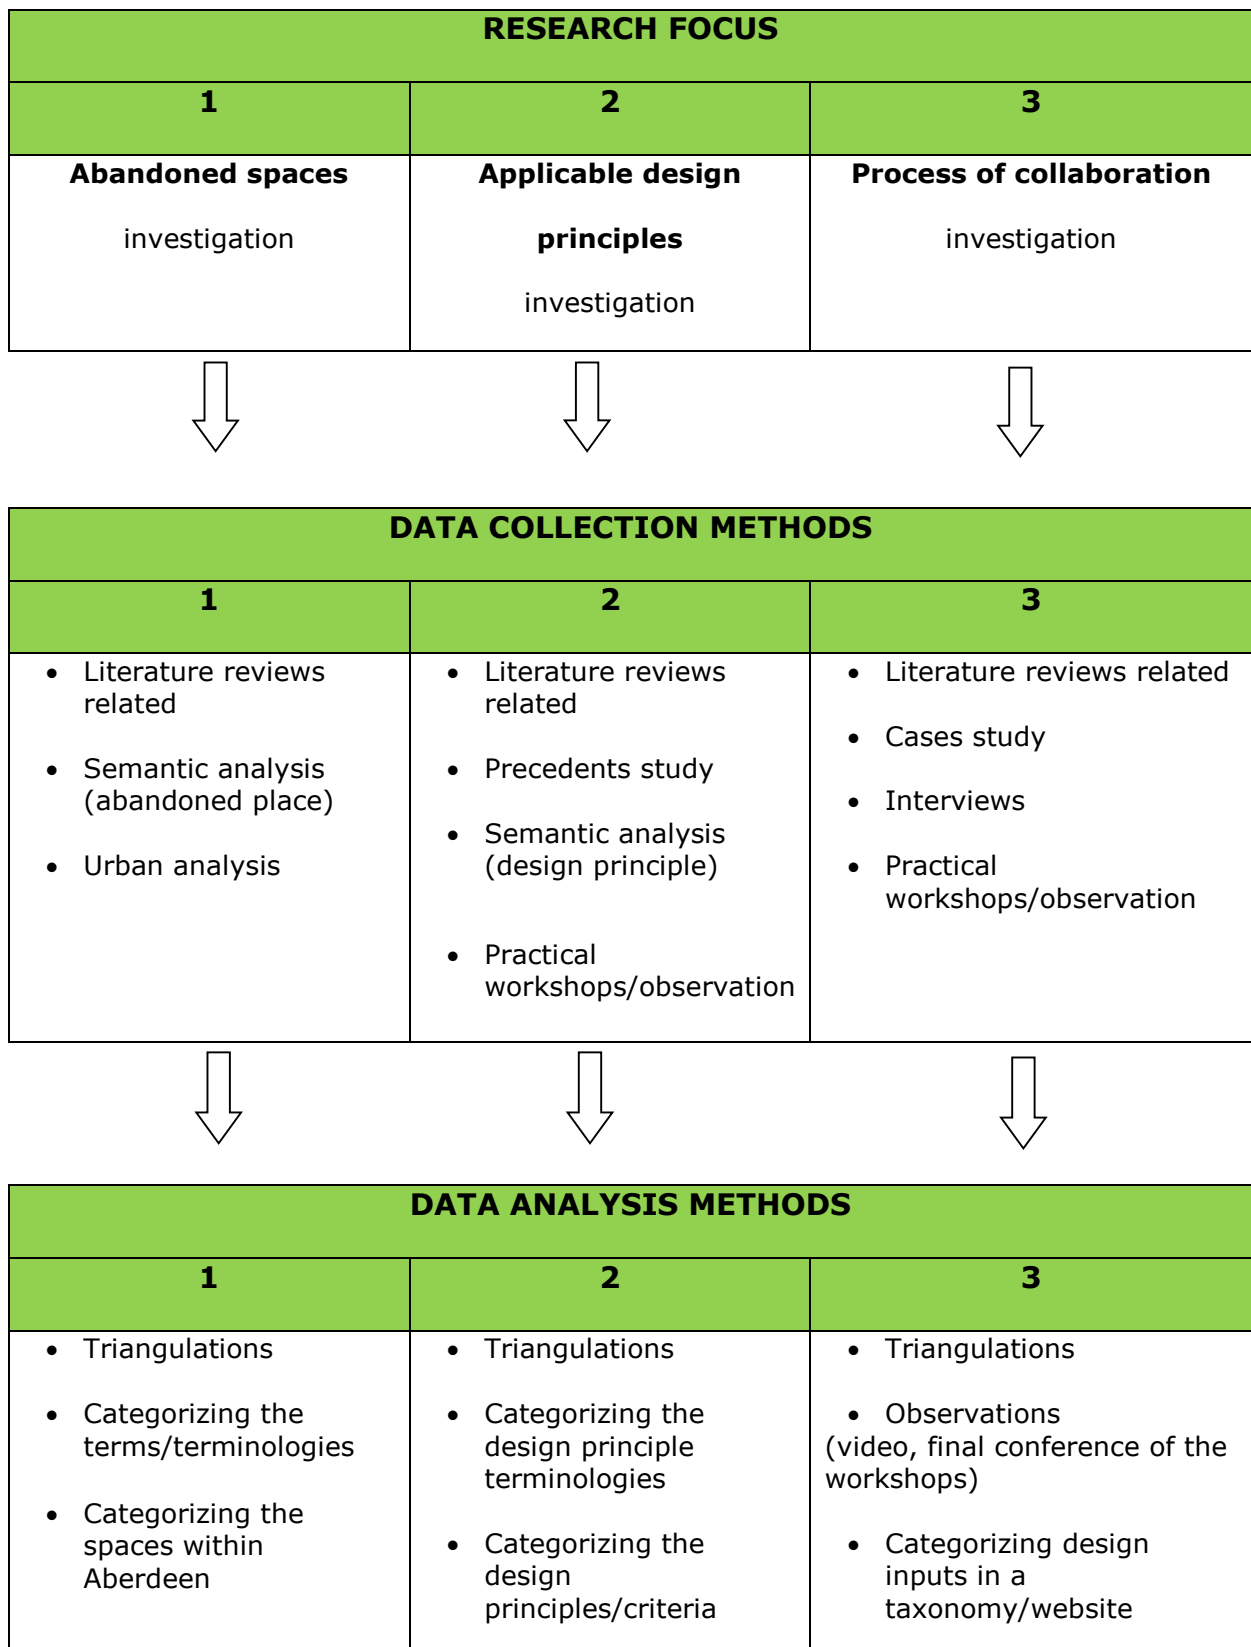 RESEARCH FOCUS
1
2
3
Abandoned spaces
investigation
Applicable design
principles
investigation
Process of collaboration
investigation
DATA COLLECTION METHODS
1
2
3
• Literature reviews
related
• Semantic analysis
(abandoned place)
• Urban analysis
• Literature reviews
related
• Precedents study
• Semantic analysis
(design principle)
• Practical
workshops/observation
• Literature reviews related
• Cases study
• Interviews
• Practical
workshops/observation
DATA ANALYSIS METHODS
1
2
3
• Triangulations
• Categorizing the
terms/terminologies
• Categorizing the
spaces within
Aberdeen
• Triangulations
• Categorizing the
design principle
terminologies
• Categorizing the
design
principles/criteria
• Triangulations
• Observations
(video, final conference of the
workshops)
• Categorizing design
inputs in a
taxonomy/website